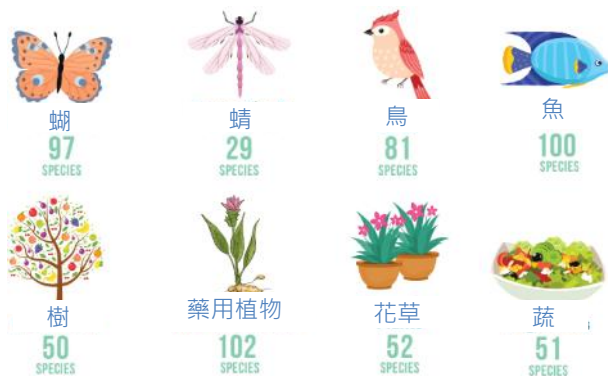 蝴 蜻 鳥 魚
97 29 81 100
SPECIES SPECIES SPECIES SPECIES
樹 藥用植物 花草 蔬
50 102 52 51
SPECIES SPECIES SPECIES SPECIES